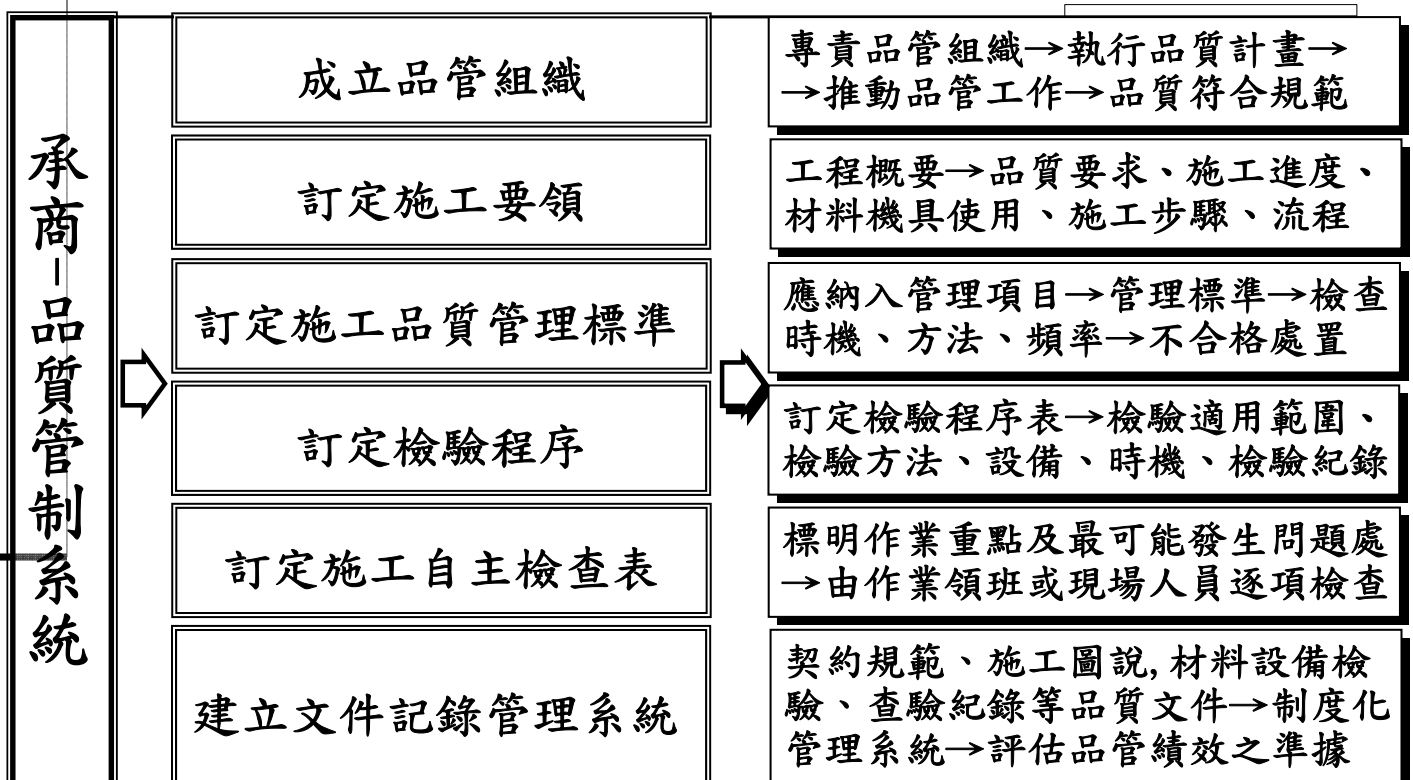 承商-品質管制系統
成立品管組織
專責品管組織→執行品質計畫→
→推動品管工作→品質符合規範
訂定施工要領
工程概要→品質要求、施工進度、
材料機具使用、施工步驟、流程
訂定施工品質管理標準
應納入管理項目→管理標準→檢查
時機、方法、頻率→不合格處置
訂定檢驗程序
訂定檢驗程序表→檢驗適用範圍、
檢驗方法、設備、時機、檢驗紀錄
訂定施工自主檢查表
標明作業重點及最可能發生問題處
→由作業領班或現場人員逐項檢查
建立文件記錄管理系統
契約規範、施工圖說,材料設備檢
驗、查驗紀錄等品質文件→制度化
管理系統→評估品管績效之準據